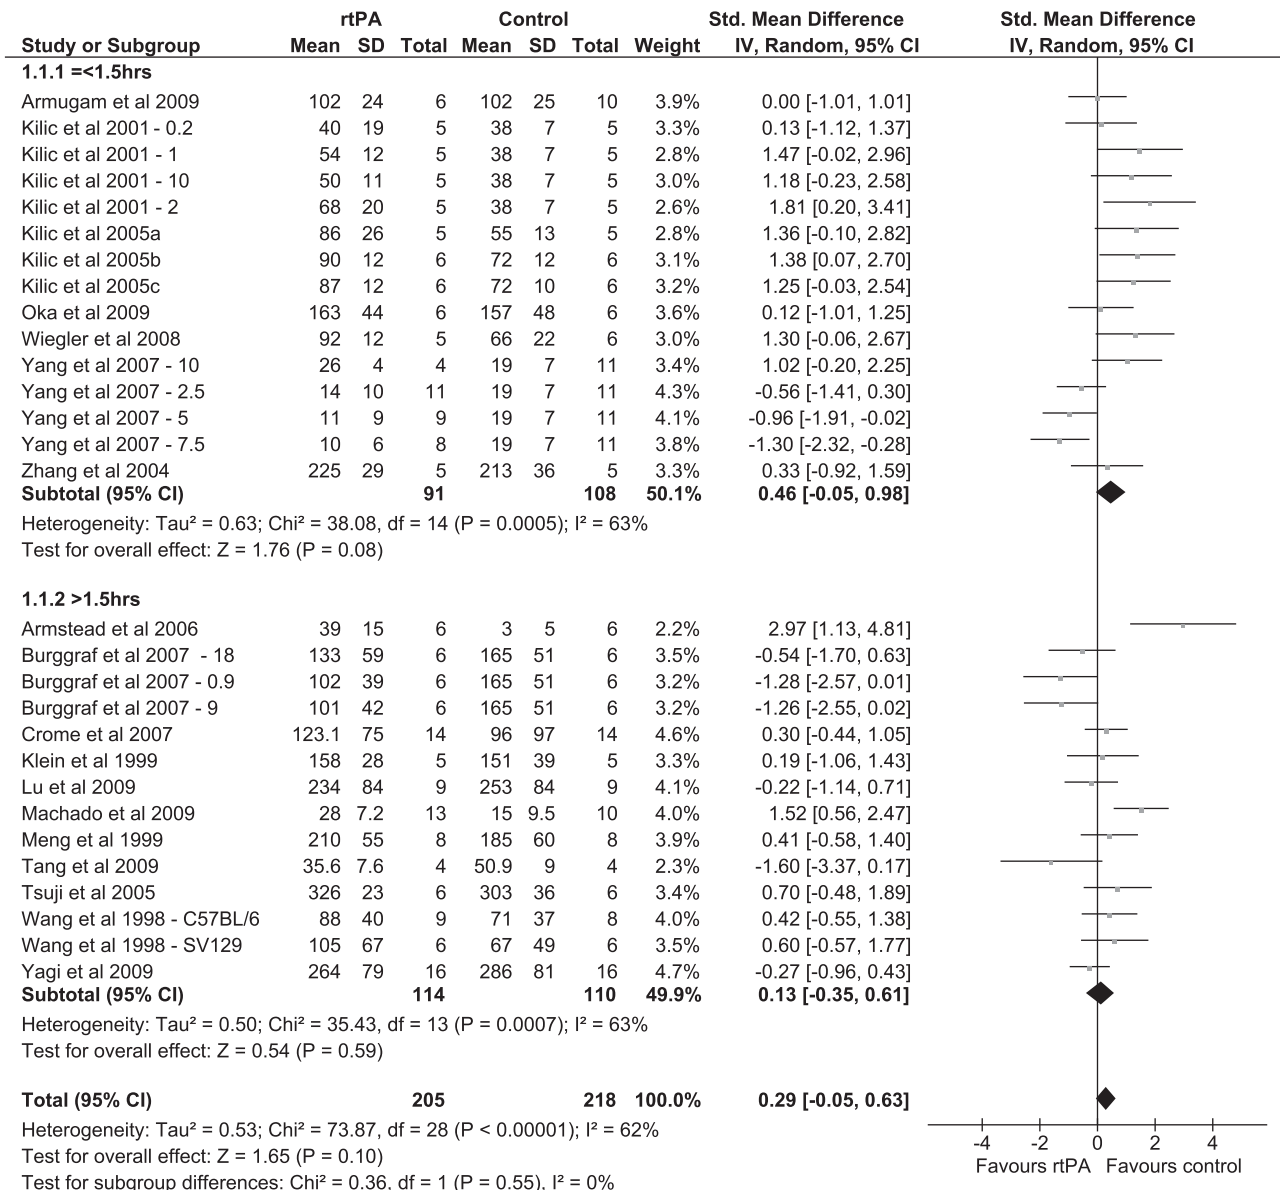 rtPA Control Std. Mean Difference Std. Mean Difference
Study or Subgroup Mean SD Total Mean SD Total Weight IV, Random, 95% CI IV, Random, 95% CI
1.1.1 =<1.5hrs
Armugam et al 2009 102 24 6 102 25 10 3.9% 0.00 [-1.01, 1.01]
Kilic et al 2001 - 0.2 40 19 5 38 7 5 3.3% 0.13 [-1.12, 1.37]
Kilic et al 2001 - 1 54 12 5 38 7 5 2.8% 1.47 [-0.02, 2.96]
Kilic et al 2001 - 10 50 11 5 38 7 5 3.0% 1.18 [-0.23, 2.58]
Kilic et al 2001 - 2 68 20 5 38 7 5 2.6% 1.81 [0.20, 3.41]
Kilic et al 2005a 86 26 5 55 13 5 2.8% 1.36 [-0.10, 2.82]
Kilic et al 2005b 90 12 6 72 12 6 3.1% 1.38 [0.07, 2.70]
Kilic et al 2005c 87 12 6 72 10 6 3.2% 1.25 [-0.03, 2.54]
Oka et al 2009 163 44 6 157 48 6 3.6% 0.12 [-1.01, 1.25]
Wiegler et al 2008 92 12 5 66 22 6 3.0% 1.30 [-0.06, 2.67]
Yang et al 2007 - 10 26 4 4 19 7 11 3.4% 1.02 [-0.20, 2.25]
Yang et al 2007 - 2.5 14 10 11 19 7 11 4.3% -0.56 [-1.41, 0.30]
Yang et al 2007 - 5 11 9 9 19 7 11 4.1% -0.96 [-1.91, -0.02]
Yang et al 2007 - 7.5 10 6 8 19 7 11 3.8% -1.30 [-2.32, -0.28]
Zhang et al 2004 225 29 5 213 36 5 3.3% 0.33 [-0.92, 1.59]
Subtotal (95% CI) 91 108 50.1% 0.46 [-0.05, 0.98]
Heterogeneity: Tau² = 0.63; Chi² = 38.08, df = 14 (P = 0.0005); I² = 63%
Test for overall effect: Z = 1.76 (P = 0.08)
1.1.2 >1.5hrs
Armstead et al 2006 39 15 6 3 5 6 2.2% 2.97 [1.13, 4.81]
Burggraf et al 2007 - 18 133 59 6 165 51 6 3.5% -0.54 [-1.70, 0.63]
Burggraf et al 2007 - 0.9 102 39 6 165 51 6 3.2% -1.28 [-2.57, 0.01]
Burggraf et al 2007 - 9 101 42 6 165 51 6 3.2% -1.26 [-2.55, 0.02]
Crome et al 2007 123.1 75 14 96 97 14 4.6% 0.30 [-0.44, 1.05]
Klein et al 1999 158 28 5 151 39 5 3.3% 0.19 [-1.06, 1.43]
Lu et al 2009 234 84 9 253 84 9 4.1% -0.22 [-1.14, 0.71]
Machado et al 2009 28 7.2 13 15 9.5 10 4.0% 1.52 [0.56, 2.47]
Meng et al 1999 210 55 8 185 60 8 3.9% 0.41 [-0.58, 1.40]
Tang et al 2009 35.6 7.6 4 50.9 9 4 2.3% -1.60 [-3.37, 0.17]
Tsuji et al 2005 326 23 6 303 36 6 3.4% 0.70 [-0.48, 1.89]
Wang et al 1998 - C57BL/6 88 40 9 71 37 8 4.0% 0.42 [-0.55, 1.38]
Wang et al 1998 - SV129 105 67 6 67 49 6 3.5% 0.60 [-0.57, 1.77]
Yagi et al 2009 264 79 16 286 81 16 4.7% -0.27 [-0.96, 0.43]
Subtotal (95% CI) 114 110 49.9% 0.13 [-0.35, 0.61]
Heterogeneity: Tau² = 0.50; Chi² = 35.43, df = 13 (P = 0.0007); I² = 63%
Test for overall effect: Z = 0.54 (P = 0.59)
Total (95% CI) 205 218 100.0% 0.29 [-0.05, 0.63]
Heterogeneity: Tau² = 0.53; Chi² = 73.87, df = 28 (P < 0.00001); I² = 62%
Test for overall effect: Z = 1.65 (P = 0.10)
Test for subgroup differences: Chi² = 0.36, df = 1 (P = 0.55), I² = 0%
-4 -2 0 2 4
Favours rtPA Favours control